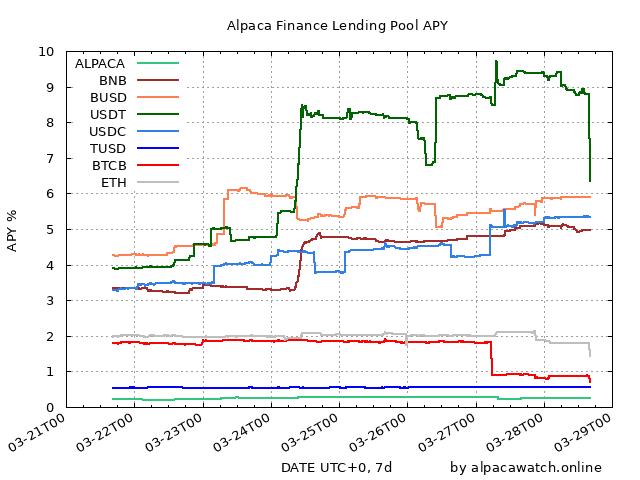 Alpaca Finance Lending Pool APY
ALPACA
BNB
BUSD
USDT
USDC
TUSD
BTCB
ETH
APY %
10
9
8
7
6
5
4
3
2
1
0
03-21T00
03-22T00
03-23T00
03-24T00
03-25T00
03-26T00
03-27T00
03-28T00
03-29T00
DATE UTC+0, 7d
by alpacawatch.online